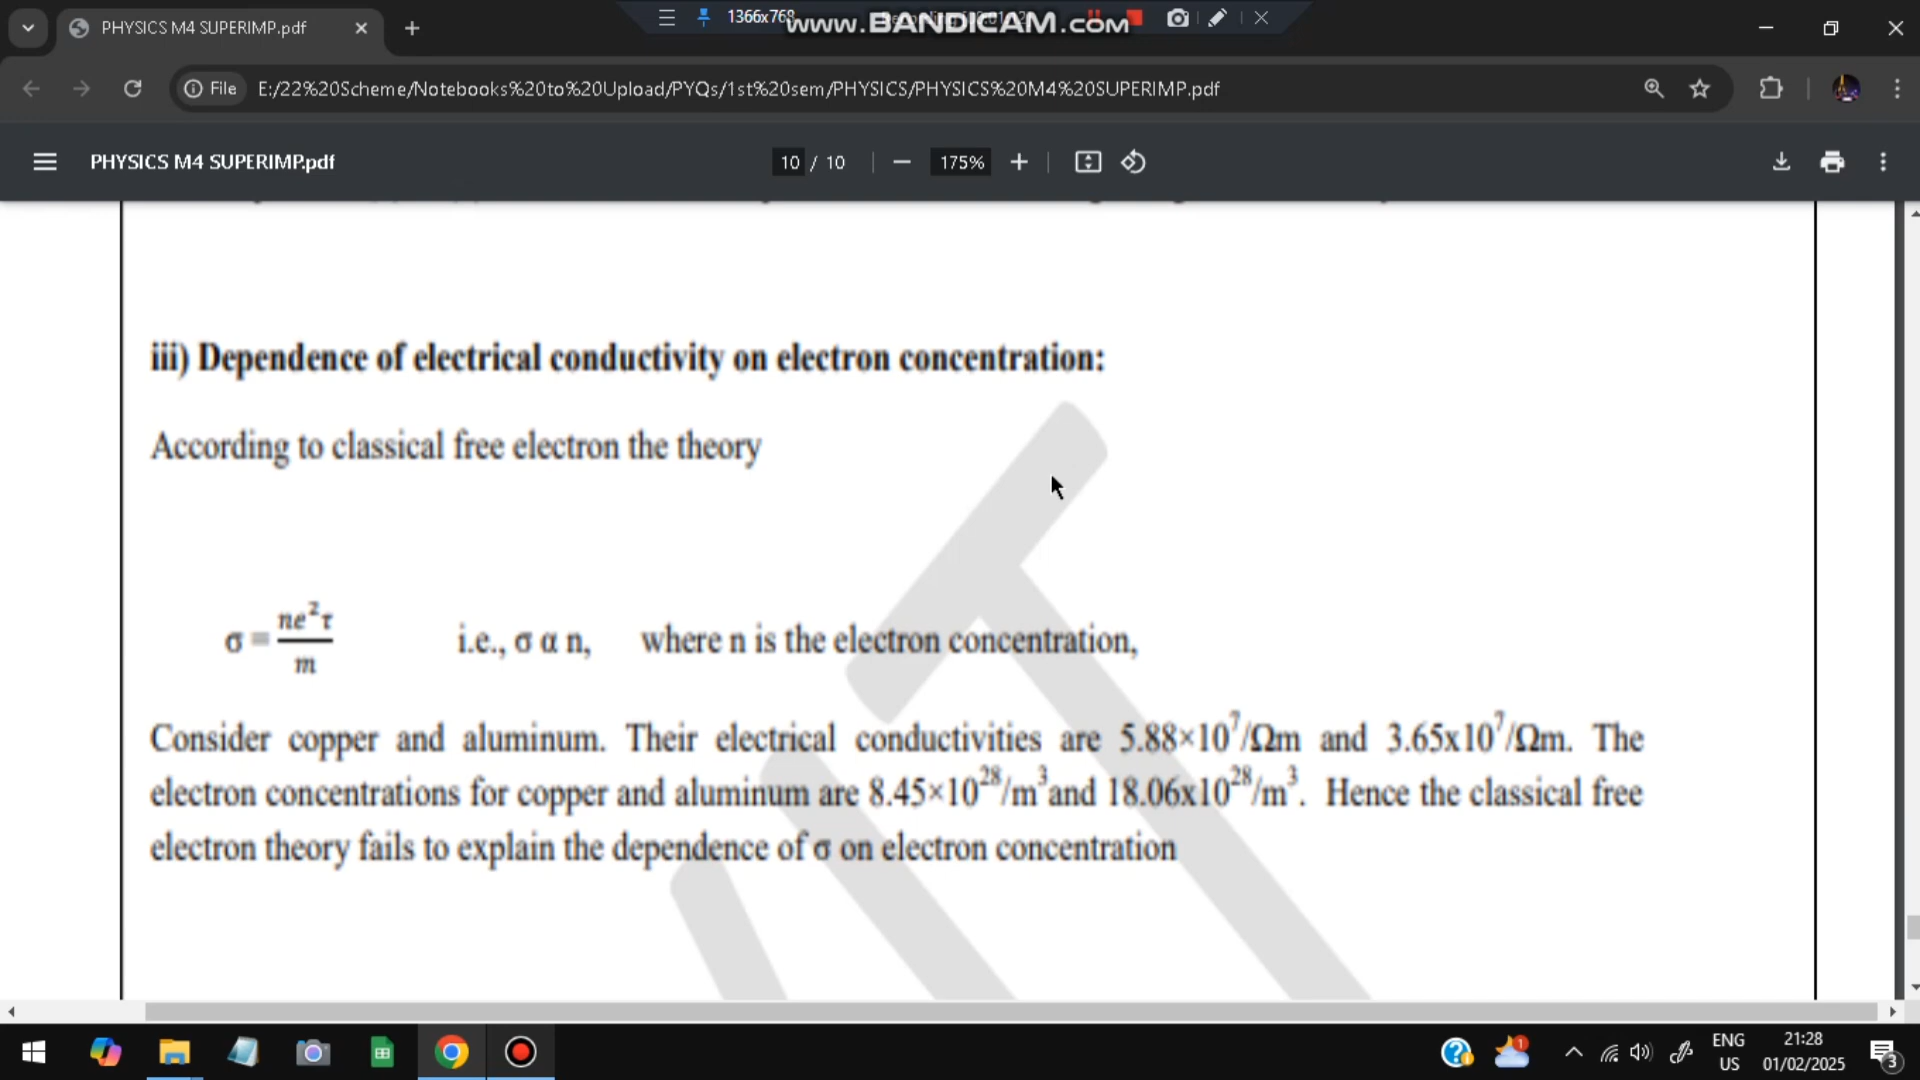 PHYSICS M4 SUPERIMP.pdf
1366x768
www.BANDICAM.com
File
E:/22%20Scheme/Notebooks%20to%20Upload/PYQs/1st%20sem/PHYSICS/PHYSICS%20M4%20SUPERIMP.pdf
PHYSICS M4 SUPERIMP.pdf
10 / 10
175%
iii) Dependence of electrical conductivity on electron concentration:
According to classical free electron the theory
σ = ne²τ / m i.e., σ α n, where n is the electron concentration,
Consider copper and aluminum. Their electrical conductivities are 5.88×10⁷/Ωm and 3.65x10⁷/Ωm. The
electron concentrations for copper and aluminum are 8.45×10²⁸/m³and 18.06x10²⁸/m³. Hence the classical free
electron theory fails to explain the dependence of σ on electron concentration
1
ENG
US
21:28
01/02/2025
3